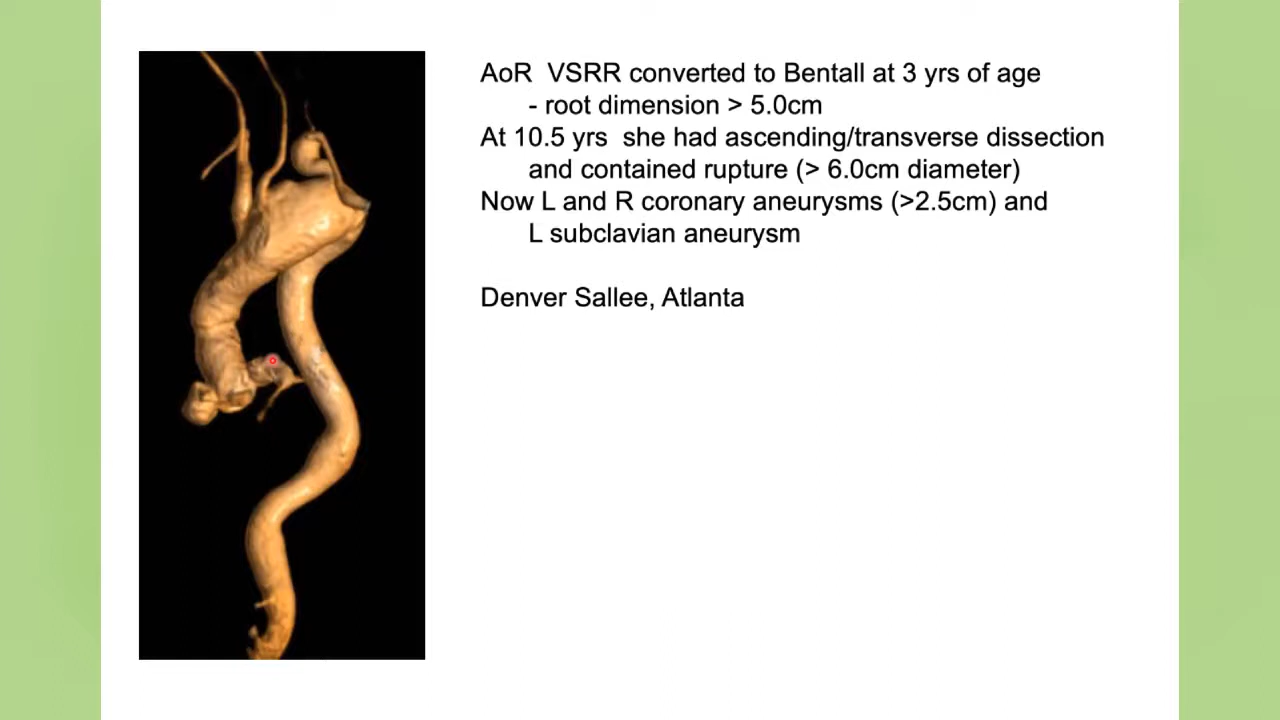 AoR VSRR converted to Bentall at 3 yrs of age
- root dimension > 5.0cm
At 10.5 yrs she had ascending/transverse dissection
and contained rupture (> 6.0cm diameter)
Now L and R coronary aneurysms (>2.5cm) and
L subclavian aneurysm
Denver Sallee, Atlanta